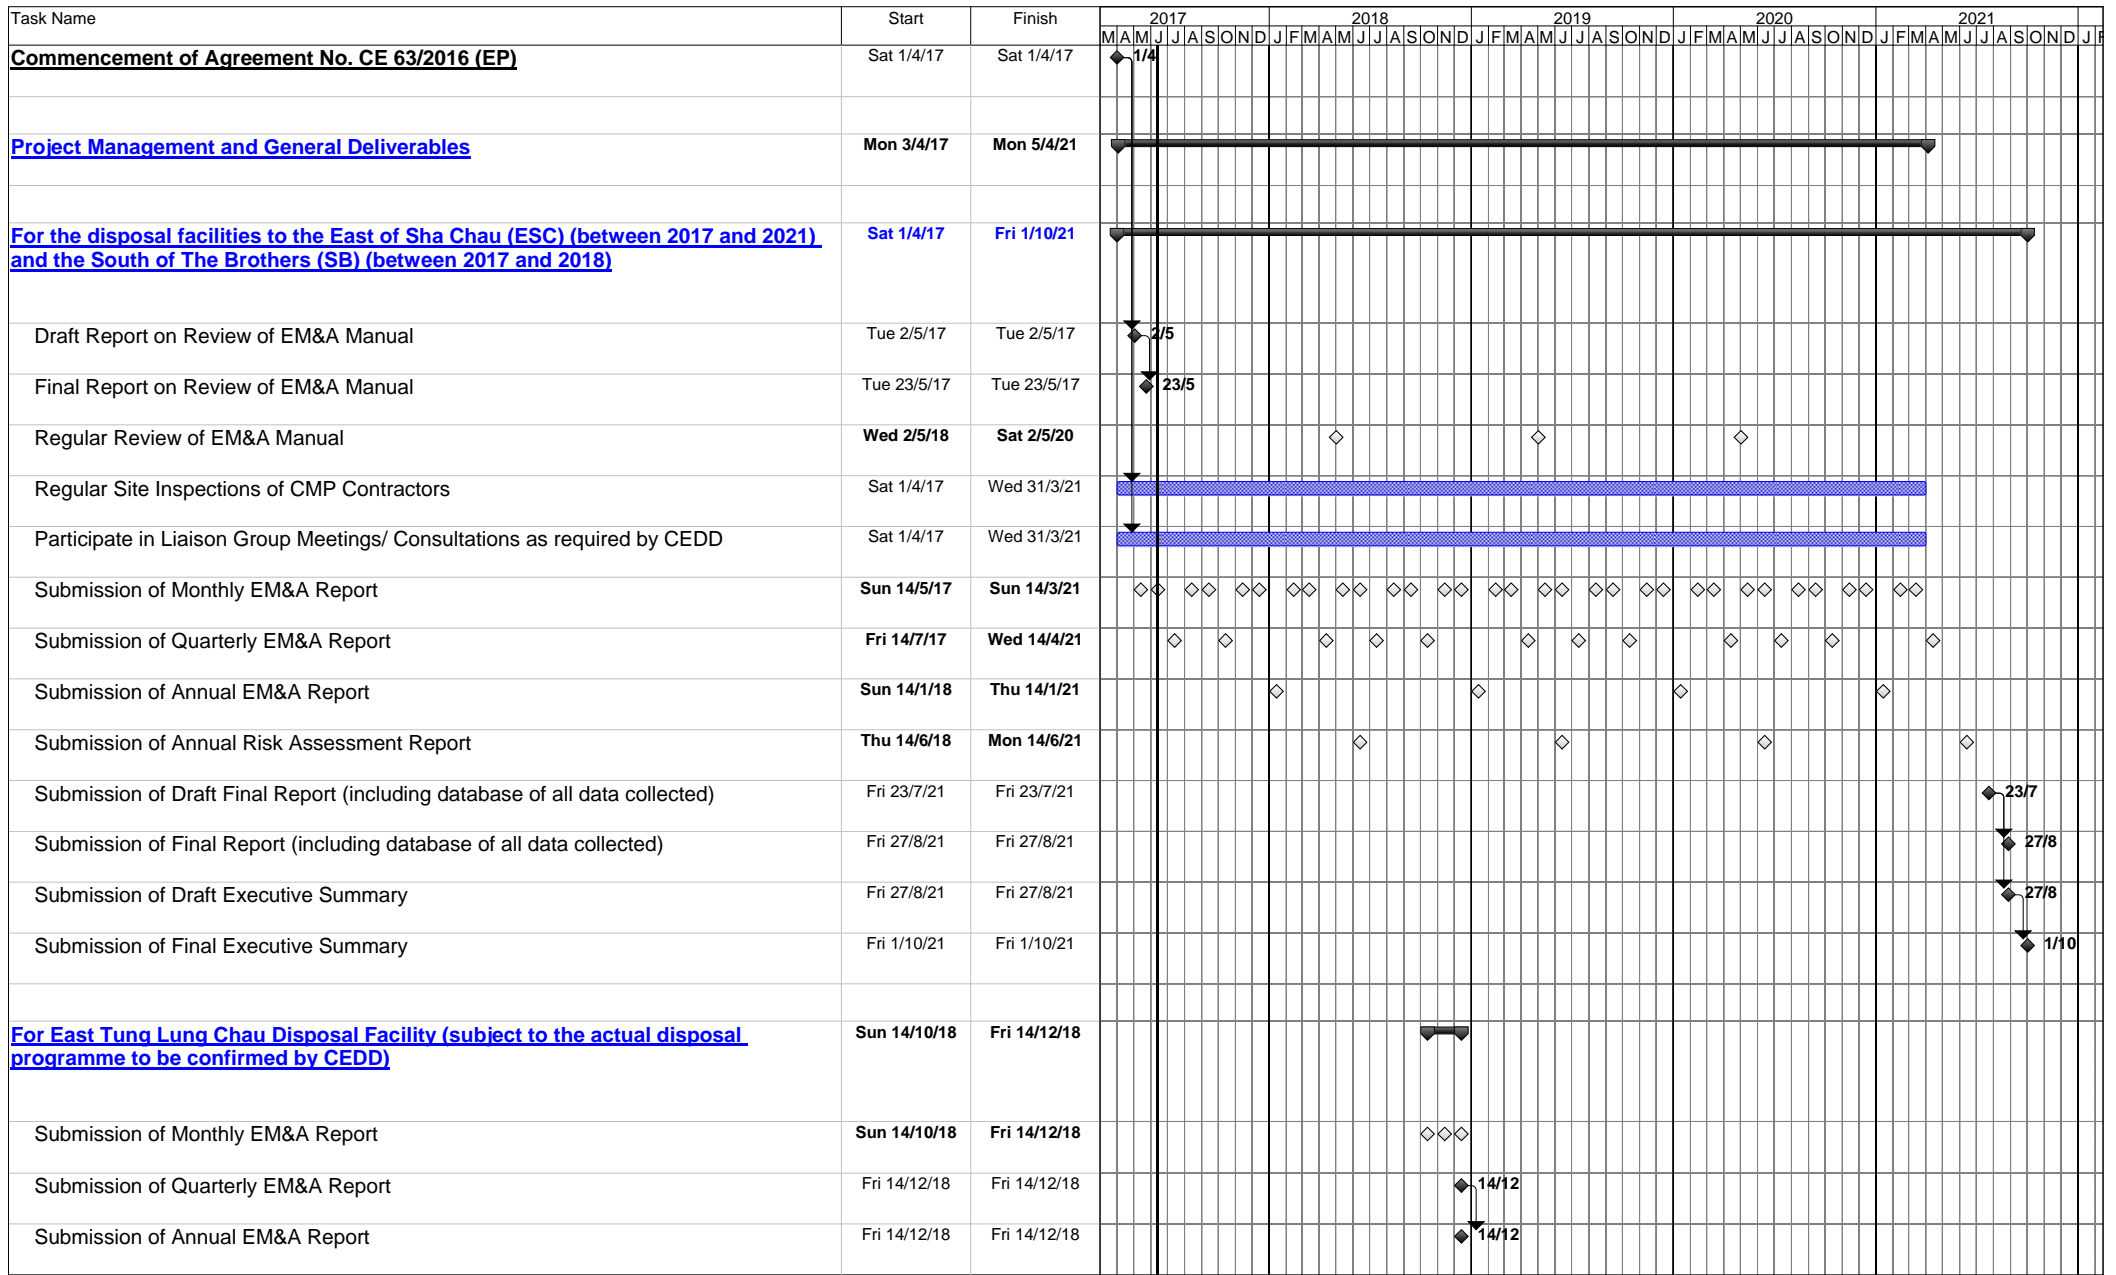 Task Name Start Finish 2017 2018 2019 2020 2021
M A M J J A S O N D J F M A M J J A S O N D J F M A M J J A S O N D J F M A M J J A S O N D J F M A M J J A S O N D J F
Commencement of Agreement No. CE 63/2016 (EP) Sat 1/4/17 Sat 1/4/17 1/4
Project Management and General Deliverables Mon 3/4/17 Mon 5/4/21
For the disposal facilities to the East of Sha Chau (ESC) (between 2017 and 2021) Sat 1/4/17 Fri 1/10/21
and the South of The Brothers (SB) (between 2017 and 2018)
Draft Report on Review of EM&A Manual Tue 2/5/17 Tue 2/5/17 2/5
Final Report on Review of EM&A Manual Tue 23/5/17 Tue 23/5/17 23/5
Regular Review of EM&A Manual Wed 2/5/18 Sat 2/5/20
Regular Site Inspections of CMP Contractors Sat 1/4/17 Wed 31/3/21
Participate in Liaison Group Meetings/ Consultations as required by CEDD Sat 1/4/17 Wed 31/3/21
Submission of Monthly EM&A Report Sun 14/5/17 Sun 14/3/21
Submission of Quarterly EM&A Report Fri 14/7/17 Wed 14/4/21
Submission of Annual EM&A Report Sun 14/1/18 Thu 14/1/21
Submission of Annual Risk Assessment Report Thu 14/6/18 Mon 14/6/21
Submission of Draft Final Report (including database of all data collected) Fri 23/7/21 Fri 23/7/21 23/7
Submission of Final Report (including database of all data collected) Fri 27/8/21 Fri 27/8/21 27/8
Submission of Draft Executive Summary Fri 27/8/21 Fri 27/8/21 27/8
Submission of Final Executive Summary Fri 1/10/21 Fri 1/10/21 1/10
For East Tung Lung Chau Disposal Facility (subject to the actual disposal Sun 14/10/18 Fri 14/12/18
programme to be confirmed by CEDD)
Submission of Monthly EM&A Report Sun 14/10/18 Fri 14/12/18
Submission of Quarterly EM&A Report Fri 14/12/18 Fri 14/12/18 14/12
Submission of Annual EM&A Report Fri 14/12/18 Fri 14/12/18 14/12